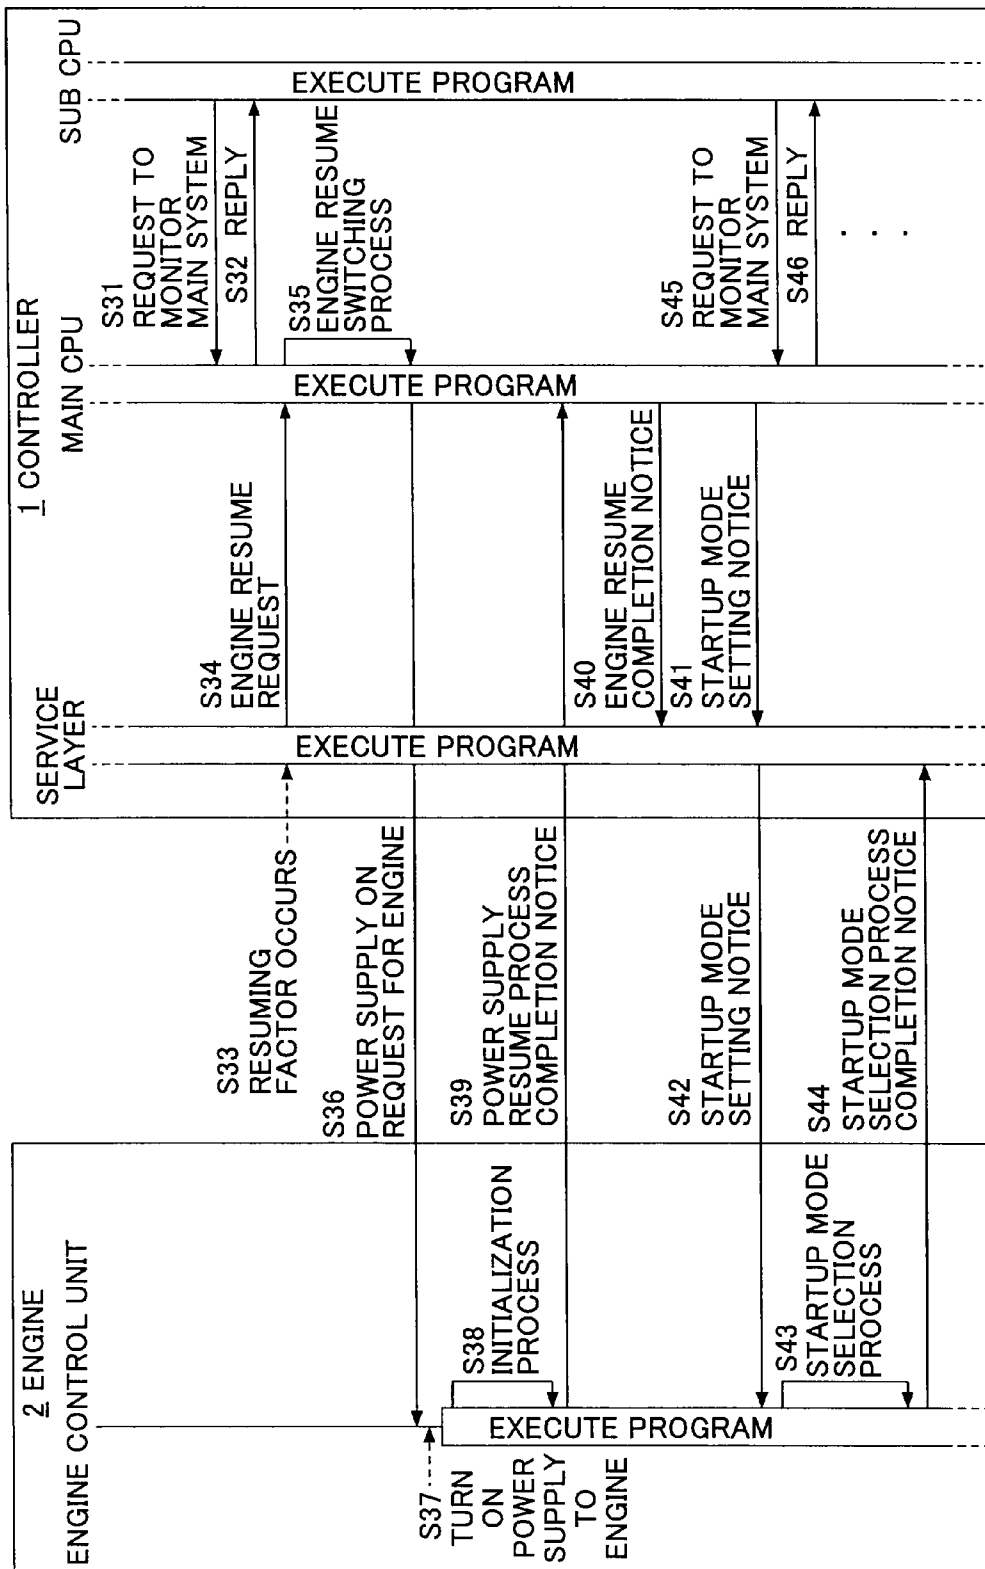 1 CONTROLLER
SERVICE
LAYER
MAIN CPU
SUB CPU
2 ENGINE
ENGINE CONTROL UNIT
S31
REQUEST TO
MONITOR
MAIN SYSTEM
S32 REPLY
S33
RESUMING
FACTOR OCCURS
S34
ENGINE RESUME
REQUEST
S35
ENGINE RESUME
SWITCHING
PROCESS
EXECUTE PROGRAM
EXECUTE PROGRAM
EXECUTE PROGRAM
S36
POWER SUPPLY ON
REQUEST FOR ENGINE
S37
TURN
ON
POWER
SUPPLY
TO
ENGINE
S38
INITIALIZATION
PROCESS
EXECUTE PROGRAM
S39
POWER SUPPLY
RESUME PROCESS
COMPLETION NOTICE
S40
ENGINE RESUME
COMPLETION NOTICE
S41
STARTUP MODE
SETTING NOTICE
S42
STARTUP MODE
SETTING NOTICE
S43
STARTUP MODE
SELECTION
PROCESS
S44
STARTUP MODE
SELECTION PROCESS
COMPLETION NOTICE
S45
REQUEST TO
MONITOR
MAIN SYSTEM
S46 REPLY
. . .